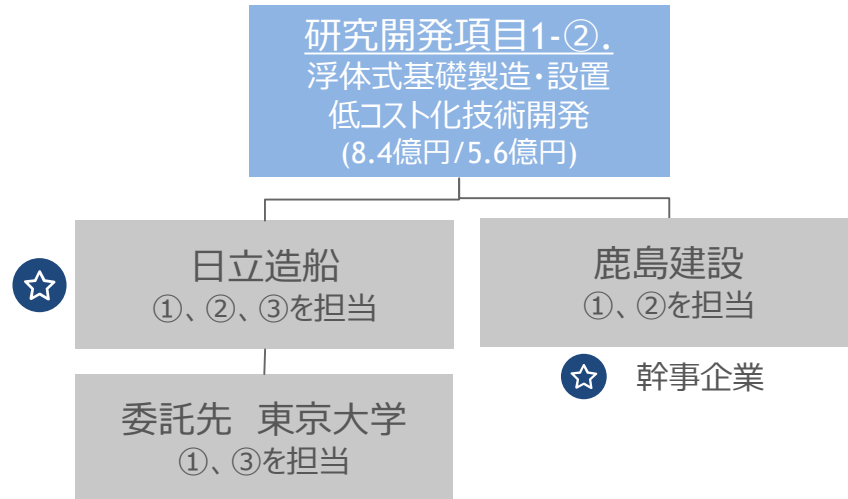 研究開発項目1-②.
浮体式基礎製造・設置
低コスト化技術開発
(8.4億円/5.6億円)
日立造船
①、②、③を担当
鹿島建設
①、②を担当
幹事企業
委託先　東京大学
①、③を担当